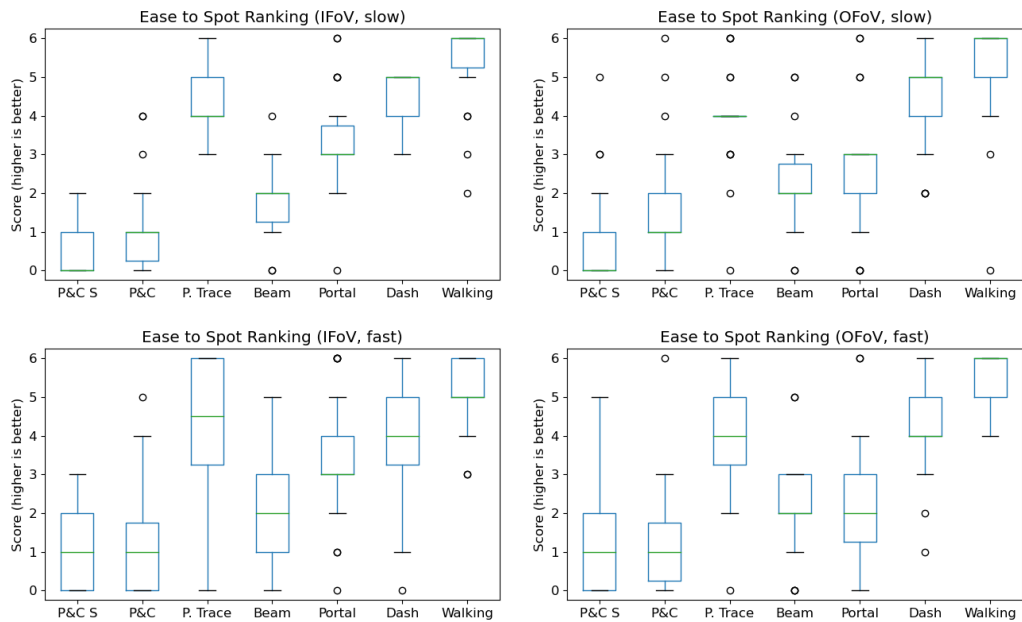 Ease to Spot Ranking (IFoV, slow)
Score (higher is better)
6
5
4
3
2
1
0
P&C S P&C P. Trace Beam Portal Dash Walking
Ease to Spot Ranking (OFoV, slow)
Score (higher is better)
6
5
4
3
2
1
0
P&C S P&C P. Trace Beam Portal Dash Walking
Ease to Spot Ranking (IFoV, fast)
Score (higher is better)
6
5
4
3
2
1
0
P&C S P&C P. Trace Beam Portal Dash Walking
Ease to Spot Ranking (OFoV, fast)
Score (higher is better)
6
5
4
3
2
1
0
P&C S P&C P. Trace Beam Portal Dash Walking